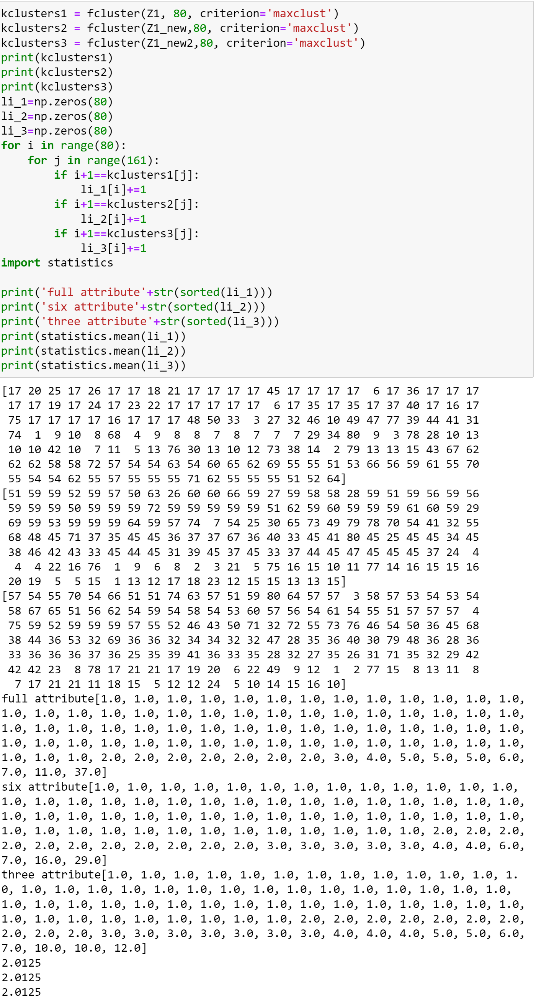 kclusters1 = fcluster(Z1, 80, criterion='maxclust')
kclusters2 = fcluster(Z1_new,80, criterion='maxclust')
kclusters3 = fcluster(Z1_new2,80, criterion='maxclust')
print(kclusters1)
print(kclusters2)
print(kclusters3)
li_1=np.zeros(80)
li_2=np.zeros(80)
li_3=np.zeros(80)
for i in range(80):
    for j in range(161):
        if i+1==kclusters1[j]:
            li_1[i]+=1
        if i+1==kclusters2[j]:
            li_2[i]+=1
        if i+1==kclusters3[j]:
            li_3[i]+=1
import statistics
print('full attribute'+str(sorted(li_1)))
print('six attribute'+str(sorted(li_2)))
print('three attribute'+str(sorted(li_3)))
print(statistics.mean(li_1))
print(statistics.mean(li_2))
print(statistics.mean(li_3))
[17 20 25 17 26 17 17 18 21 17 17 17 17 45 17 17 17 17  6 17 36 17 17 17
 17 17 19 17 24 17 23 22 17 17 17 17 17  6 17 35 17 35 17 37 40 17 16 17
 75 17 17 17 17 16 17 17 17 48 50 33  3 27 32 46 10 49 47 77 39 44 41 31
 74  1  9 10  8 68  4  9  8  8  7  8  7  7  7 29 34 80  9  3 78 28 10 13
 10 10 42 10  7 11  5 13 76 30 13 10 12 73 38 14  2 79 13 13 15 43 67 62
 62 62 58 58 72 57 54 54 63 54 60 65 62 69 55 55 51 53 66 56 59 61 55 70
 55 54 54 62 55 57 55 55 55 71 62 55 55 55 51 52 64]
[51 59 59 52 59 57 50 63 26 60 60 66 59 27 59 58 58 28 59 51 59 56 59 56
 59 59 59 50 59 59 59 72 59 59 59 59 59 51 62 59 60 59 59 59 61 60 59 29
 69 59 53 59 59 59 64 59 57 74  7 54 25 30 65 73 49 79 78 70 54 41 32 55
 68 48 45 71 37 35 45 45 36 37 37 67 36 40 33 45 41 80 45 25 45 45 34 45
 38 46 42 43 33 45 44 45 31 39 45 37 45 33 37 44 45 47 45 45 45 37 24  4
  4  4 22 16 76  1  9  6  8  2  3 21  5 75 16 15 10 11 77 14 16 15 15 16
 20 19  5  5 15  1 13 12 17 18 23 12 15 15 13 13 15]
[57 54 55 70 54 66 51 51 74 63 57 51 59 80 64 57 57  3 58 57 53 54 53 54
 58 67 65 51 56 62 54 59 54 58 54 53 60 57 56 54 61 54 55 51 57 57 57  4
 75 59 52 59 59 59 57 55 52 46 43 50 71 32 72 55 73 76 46 54 50 36 45 68
 38 44 36 53 32 69 36 36 32 34 34 32 32 47 28 35 36 40 30 79 48 36 28 36
 33 36 36 36 37 36 25 35 39 41 36 33 35 28 32 27 35 26 31 71 35 32 29 42
 42 42 23  8 78 17 21 21 17 19 20  6 22 49  9 12  1  2 77 15  8 13 11  8
  7 17 21 21 11 18 15  5 12 12 24  5 10 14 15 16 10]
full attribute[1.0, 1.0, 1.0, 1.0, 1.0, 1.0, 1.0, 1.0, 1.0, 1.0, 1.0, 1.0, 1.0,
1.0, 1.0, 1.0, 1.0, 1.0, 1.0, 1.0, 1.0, 1.0, 1.0, 1.0, 1.0, 1.0, 1.0, 1.0, 1.0,
1.0, 1.0, 1.0, 1.0, 1.0, 1.0, 1.0, 1.0, 1.0, 1.0, 1.0, 1.0, 1.0, 1.0, 1.0, 1.0,
1.0, 1.0, 1.0, 1.0, 1.0, 1.0, 1.0, 1.0, 1.0, 1.0, 1.0, 1.0, 1.0, 1.0, 1.0, 1.0,
1.0, 1.0, 1.0, 2.0, 2.0, 2.0, 2.0, 2.0, 2.0, 2.0, 3.0, 4.0, 5.0, 5.0, 5.0, 6.0,
7.0, 11.0, 37.0]
six attribute[1.0, 1.0, 1.0, 1.0, 1.0, 1.0, 1.0, 1.0, 1.0, 1.0, 1.0, 1.0, 1.0,
1.0, 1.0, 1.0, 1.0, 1.0, 1.0, 1.0, 1.0, 1.0, 1.0, 1.0, 1.0, 1.0, 1.0, 1.0, 1.0,
1.0, 1.0, 1.0, 1.0, 1.0, 1.0, 1.0, 1.0, 1.0, 1.0, 1.0, 1.0, 1.0, 1.0, 1.0, 1.0,
1.0, 1.0, 1.0, 1.0, 1.0, 1.0, 1.0, 1.0, 1.0, 1.0, 1.0, 1.0, 1.0, 2.0, 2.0, 2.0,
2.0, 2.0, 2.0, 2.0, 2.0, 2.0, 2.0, 2.0, 3.0, 3.0, 3.0, 3.0, 3.0, 4.0, 4.0, 6.0,
7.0, 16.0, 29.0]
three attribute[1.0, 1.0, 1.0, 1.0, 1.0, 1.0, 1.0, 1.0, 1.0, 1.0, 1.0, 1.0, 1.
0, 1.0, 1.0, 1.0, 1.0, 1.0, 1.0, 1.0, 1.0, 1.0, 1.0, 1.0, 1.0, 1.0, 1.0, 1.0,
1.0, 1.0, 1.0, 1.0, 1.0, 1.0, 1.0, 1.0, 1.0, 1.0, 1.0, 1.0, 1.0, 1.0, 1.0, 1.0,
1.0, 1.0, 1.0, 1.0, 1.0, 1.0, 1.0, 1.0, 1.0, 2.0, 2.0, 2.0, 2.0, 2.0, 2.0, 2.0,
2.0, 2.0, 2.0, 3.0, 3.0, 3.0, 3.0, 3.0, 3.0, 3.0, 4.0, 4.0, 4.0, 5.0, 5.0, 6.0,
7.0, 10.0, 10.0, 12.0]
2.0125
2.0125
2.0125